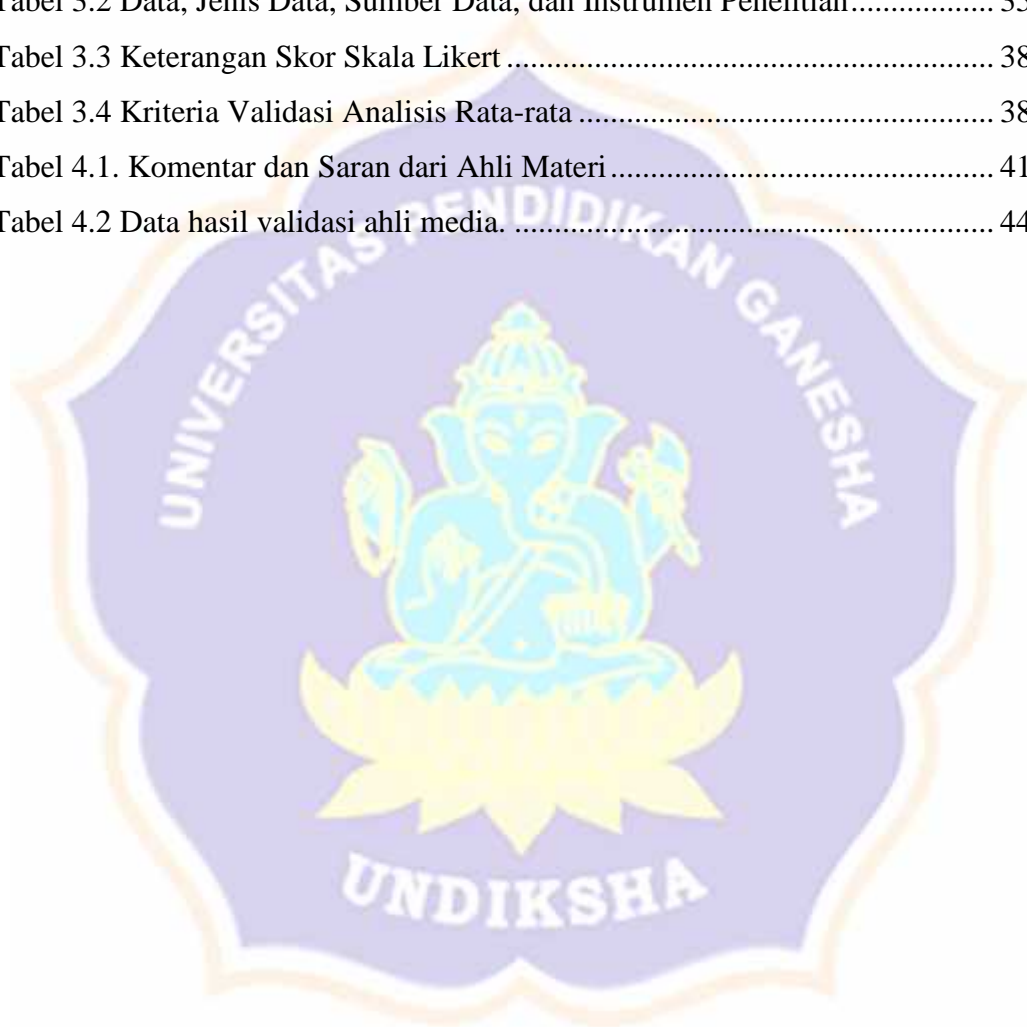 Tabel 3.2 Data, Jenis Data, Sumber Data, dan Instrumen Penelitian.................. 35
Tabel 3.3 Keterangan Skor Skala Likert ................................................................ 38
Tabel 3.4 Kriteria Validasi Analisis Rata-rata ....................................................... 38
Tabel 4.1. Komentar dan Saran dari Ahli Materi................................................... 41
Tabel 4.2 Data hasil validasi ahli media. ............................................................... 44
UNIVERSITAS PENDIDIKAN GANESHA
UNDIKSHA